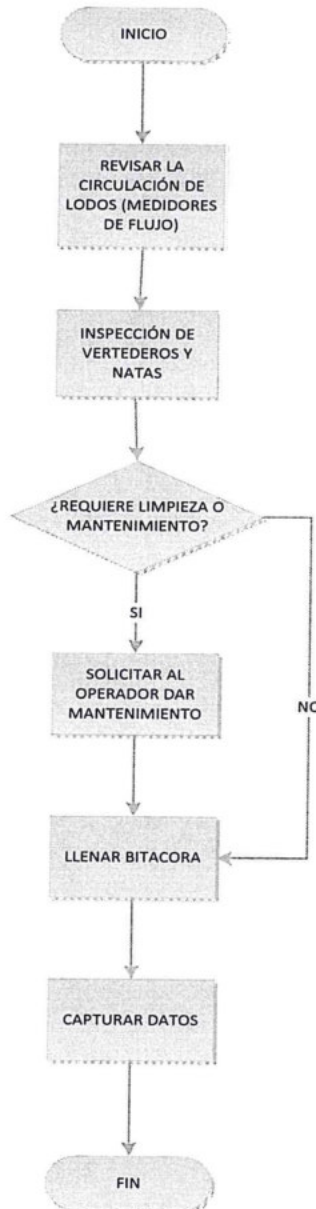 INICIO
REVISAR LA
CIRCULACIÓN DE
LODOS (MEDIDORES
DE FLUJO)
INSPECCIÓN DE
VERTEDEROS Y
NATAS
¿REQUIERE LIMPIEZA O
MANTENIMIENTO?
SI
SOLICITAR AL
OPERADOR DAR
MANTENIMIENTO
NO
LLENAR BITACORA
CAPTURAR DATOS
FIN